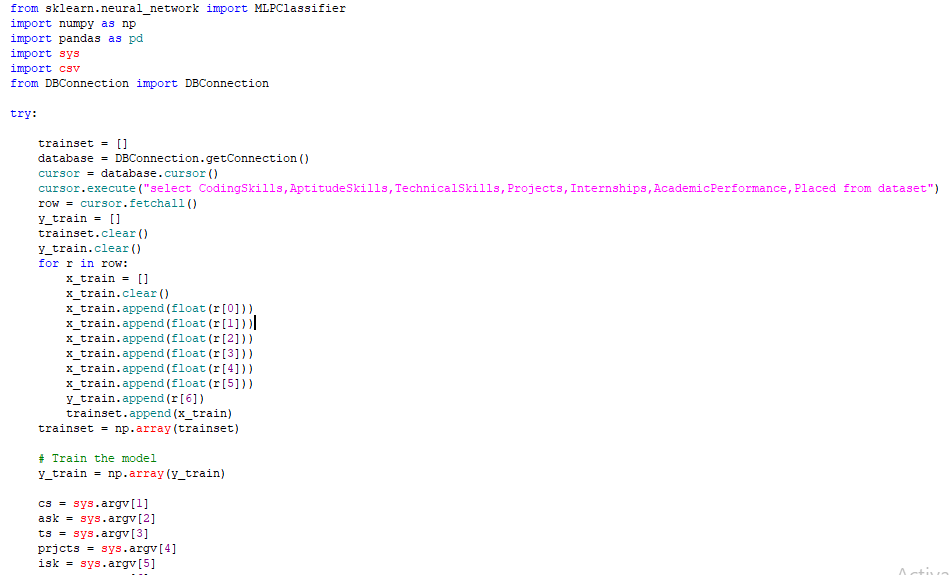 from sklearn.neural_network import MLPClassifier
import numpy as np
import pandas as pd
import sys
import csv
from DBConnection import DBConnection

try:

    trainset = []
    database = DBConnection.getConnection()
    cursor = database.cursor()
    cursor.execute("select CodingSkills,AptitudeSkills,TechnicalSkills,Projects,Internships,AcademicPerformance,Placed from dataset")
    row = cursor.fetchall()
    y_train = []
    trainset.clear()
    y_train.clear()
    for r in row:
        x_train = []
        x_train.clear()
        x_train.append(float(r[0]))
        x_train.append(float(r[1]))
        x_train.append(float(r[2]))
        x_train.append(float(r[3]))
        x_train.append(float(r[4]))
        x_train.append(float(r[5]))
        y_train.append(r[6])
        trainset.append(x_train)
    trainset = np.array(trainset)

    # Train the model
    y_train = np.array(y_train)

    cs = sys.argv[1]
    ask = sys.argv[2]
    ts = sys.argv[3]
    prjcts = sys.argv[4]
    isk = sys.argv[5]